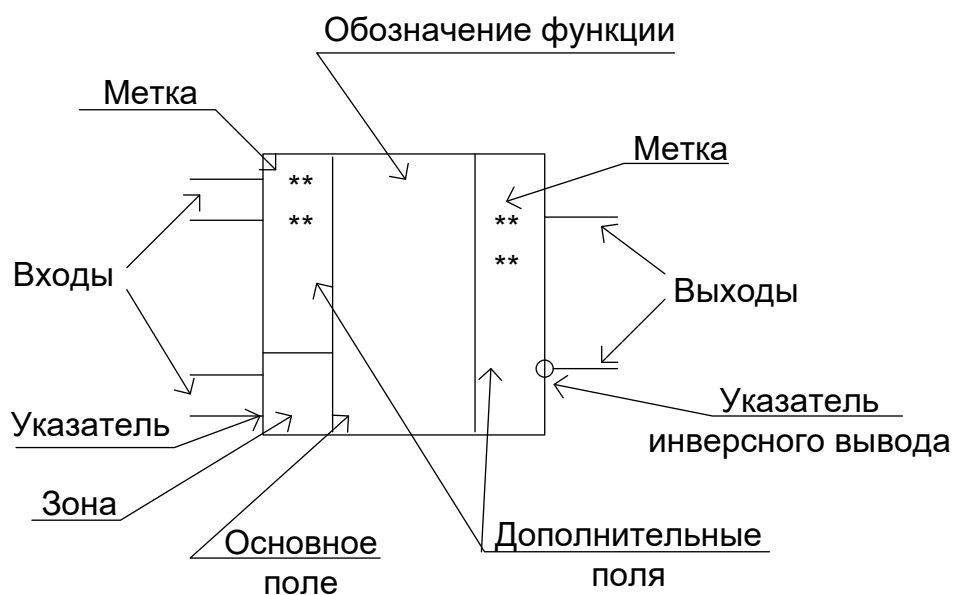 Обозначение функции
Метка
Метка
**
**
**
**
Входы
Выходы
Указатель
Указатель
инверсного вывода
Зона
Основное
поле
Дополнительные
поля